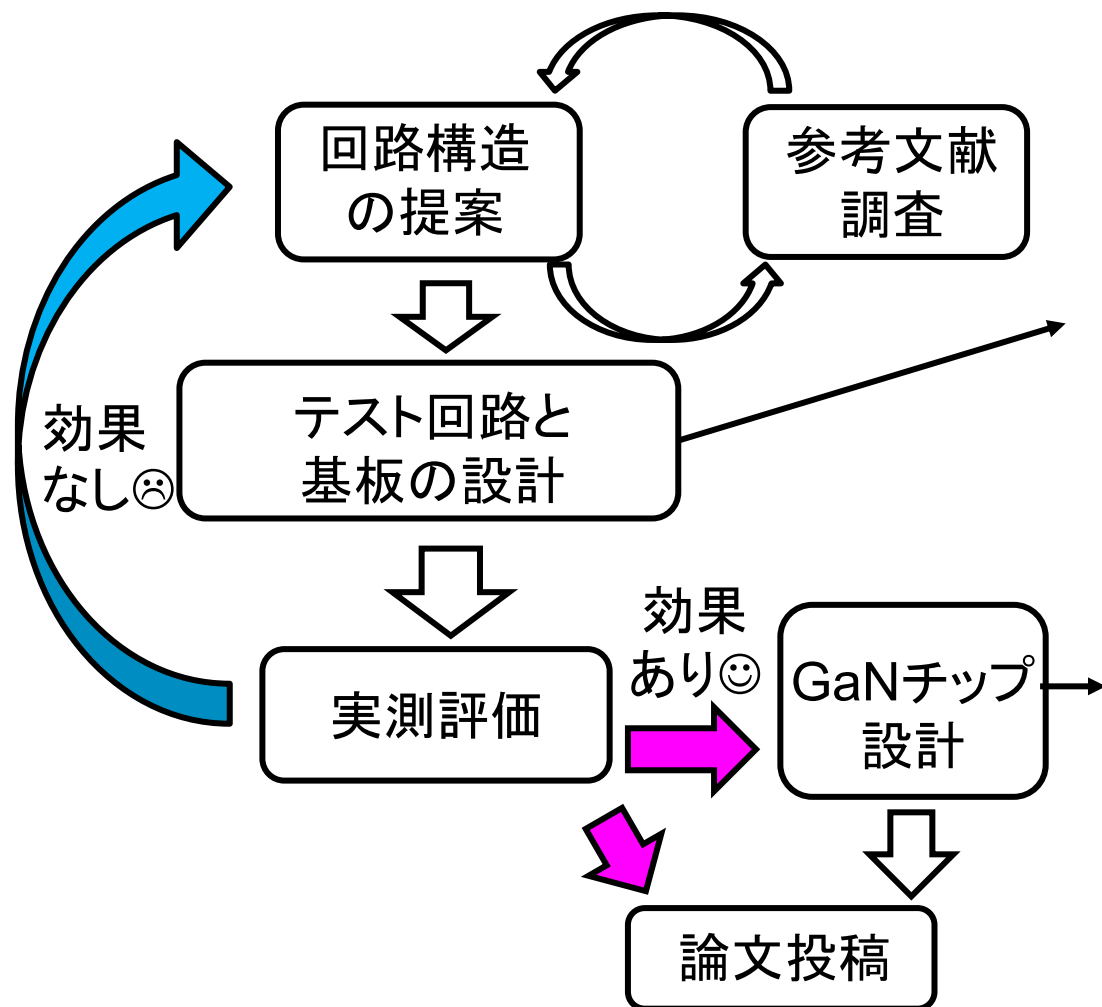 回路構造
の提案
参考文献
調査
テスト回路と
基板の設計
効果
なし☹
実測評価
効果
あり☺
GaNチップ
設計
論文投稿